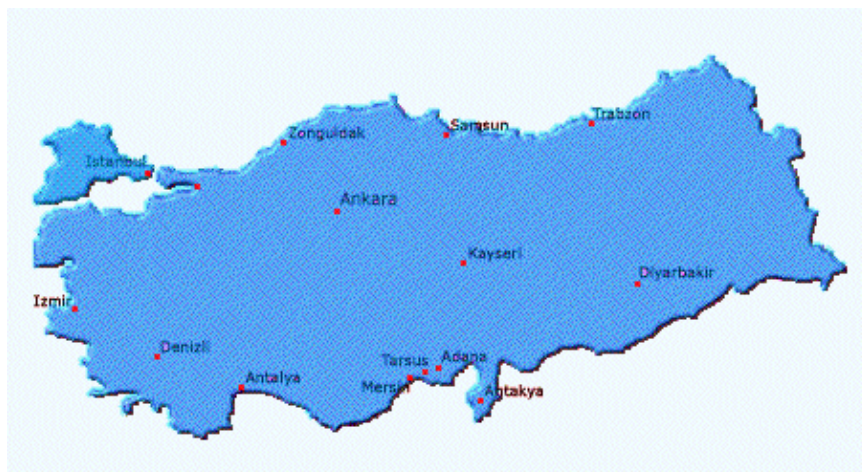 Trabzon
Samsun
Zonguldak
Istanbul
Ankara
Kayseri
Diyarbakir
Izmir
Denizli
Tarsus
Adana
Antalya
Mersin
Antakya